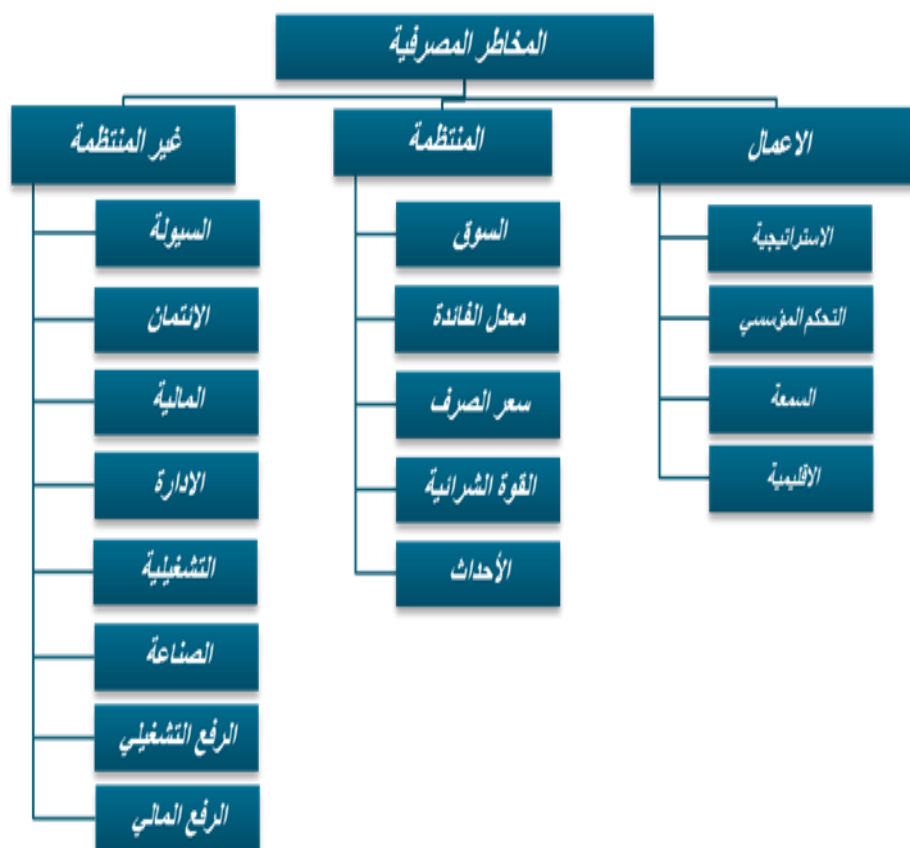 المخاطر المصرفية
الاعمال
الاستراتيجية
التحكم المؤسسي
السمعة
الاقليمية
المنتظمة
السوق
معدل الفائدة
سعر الصرف
القوة الشرائية
الأحداث
غير المنتظمة
السيولة
الائتمان
المالية
الادارة
التشغيلية
الصناعة
الرفع التشغيلي
الرفع المالي